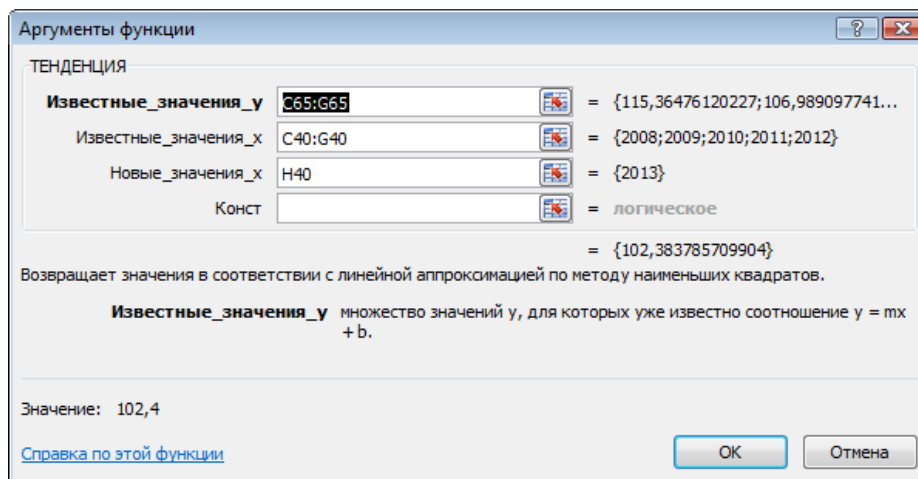 Аргументы функции
ТЕНДЕНЦИЯ
Известные_значения_y C65:G65 = {115,36476120227;106,989097741...
Известные_значения_x C40:G40 = {2008;2009;2010;2011;2012}
Новые_значения_x H40 = {2013}
Конст = логическое
= {102,383785709904}
Возвращает значения в соответствии с линейной аппроксимацией по методу наименьших квадратов.
Известные_значения_y множество значений y, для которых уже известно соотношение y = mx
+ b.
Значение: 102,4
Справка по этой функции OK Отмена